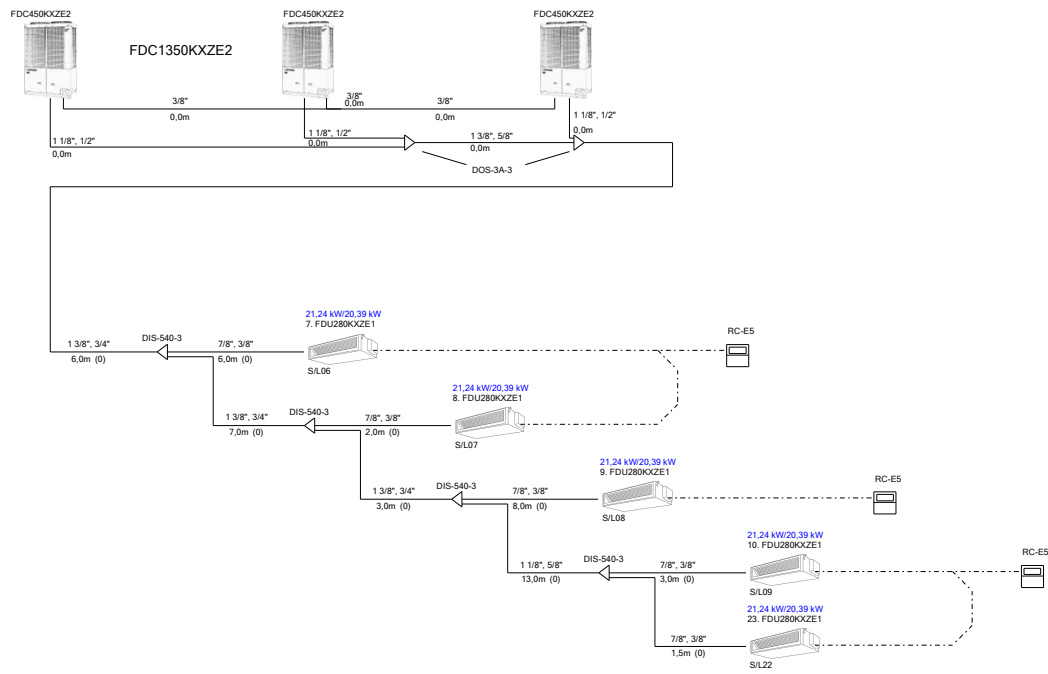 FDC450KXZE2
FDC450KXZE2
FDC450KXZE2
FDC1350KXZE2
3/8"
0,0m
3/8"
0,0m
3/8"
0,0m
1 1/8", 1/2"
0,0m
1 1/8", 1/2"
0,0m
1 1/8", 1/2"
0,0m
1 3/8", 5/8"
0,0m
DOS-3A-3
21,24 kW/20,39 kW
7. FDU280KXZE1
RC-E5
DIS-540-3
1 3/8", 3/4"
6,0m (0)
7/8", 3/8"
6,0m (0)
S/L06
21,24 kW/20,39 kW
8. FDU280KXZE1
DIS-540-3
1 3/8", 3/4"
7,0m (0)
7/8", 3/8"
2,0m (0)
S/L07
21,24 kW/20,39 kW
9. FDU280KXZE1
RC-E5
DIS-540-3
1 3/8", 3/4"
3,0m (0)
7/8", 3/8"
8,0m (0)
S/L08
21,24 kW/20,39 kW
10. FDU280KXZE1
RC-E5
DIS-540-3
1 1/8", 5/8"
13,0m (0)
7/8", 3/8"
3,0m (0)
S/L09
21,24 kW/20,39 kW
23. FDU280KXZE1
7/8", 3/8"
1,5m (0)
S/L22